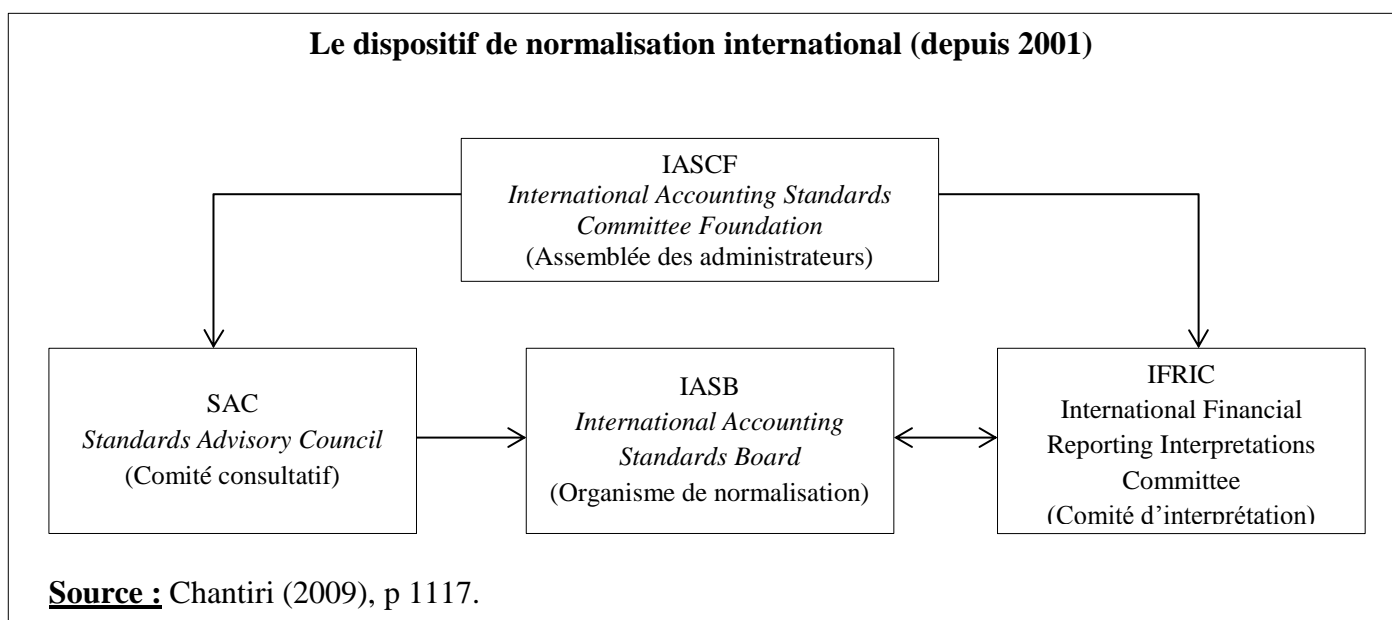 Le dispositif de normalisation international (depuis 2001)
IASCF
International Accounting Standards
Committee Foundation
(Assemblée des administrateurs)
SAC
Standards Advisory Council
(Comité consultatif)
IASB
International Accounting
Standards Board
(Organisme de normalisation)
IFRIC
International Financial
Reporting Interpretations
Committee
(Comité d’interprétation)
Source : Chantiri (2009), p 1117.